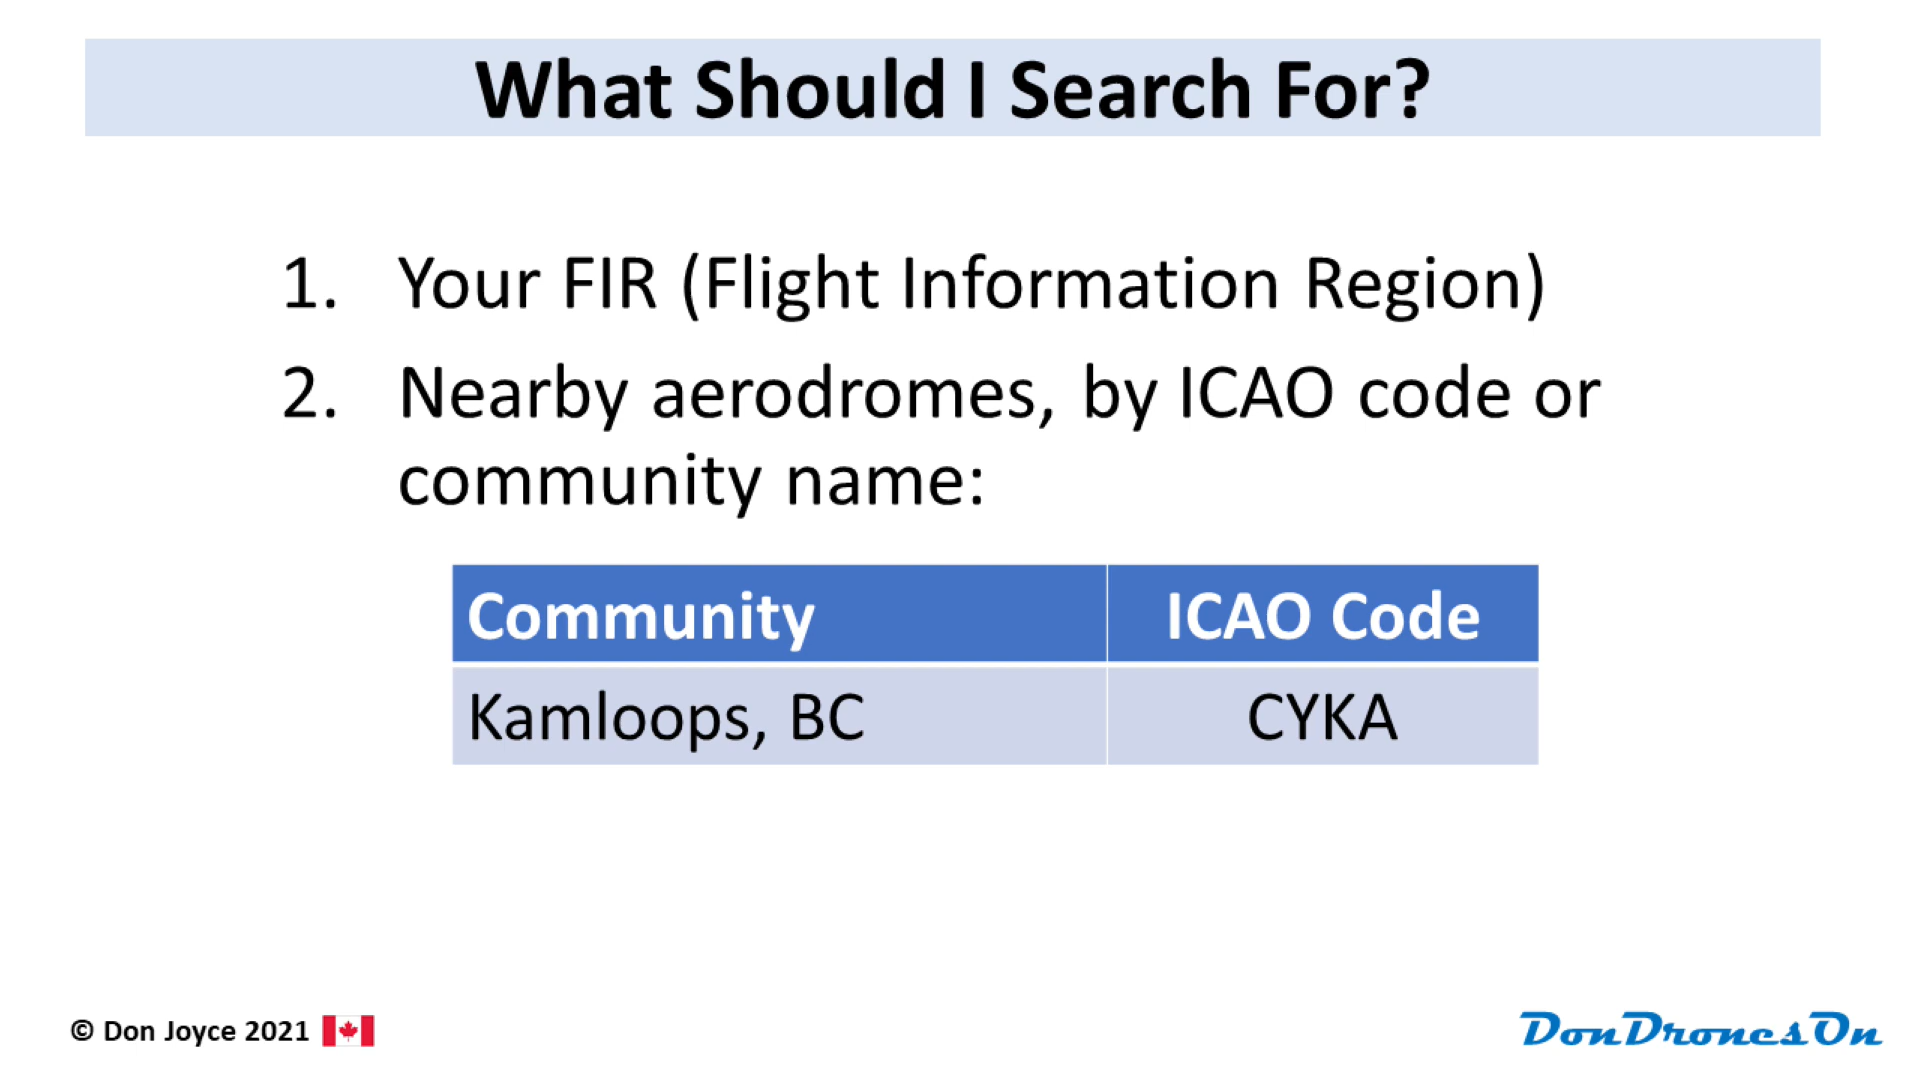 What Should I Search For?
1. Your FIR (Flight Information Region)
2. Nearby aerodromes, by ICAO code or
community name:
Community ICAO Code
Kamloops, BC CYKA
© Don Joyce 2021
DonDronesOn